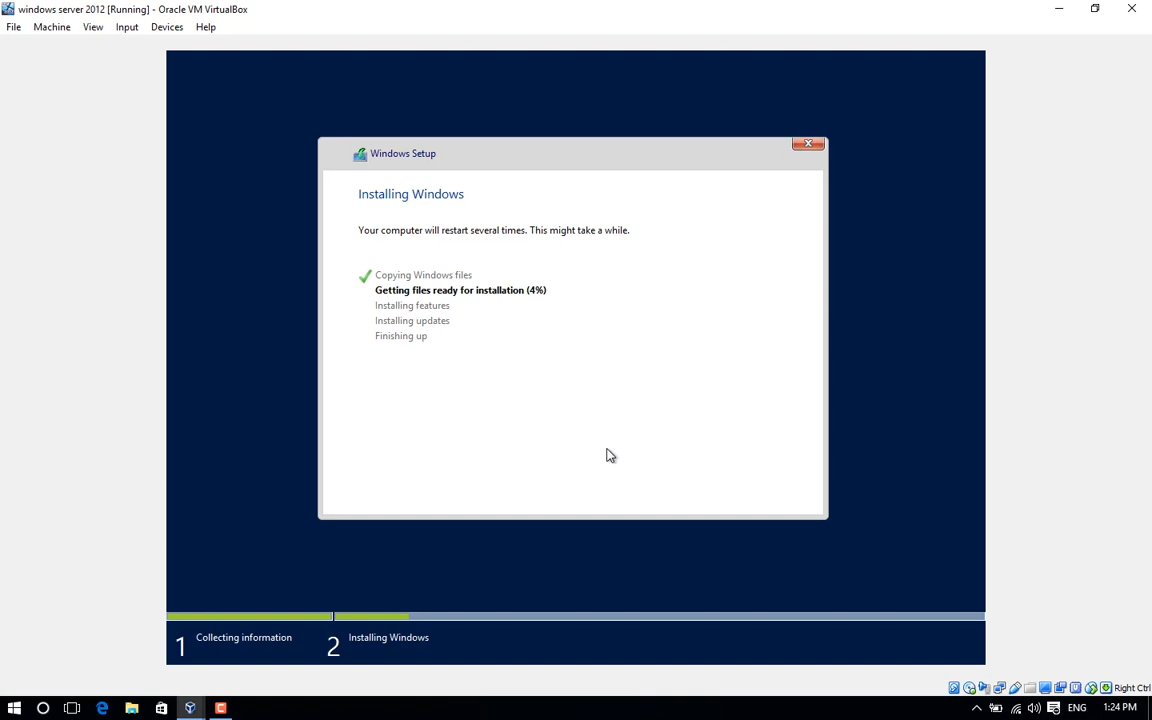 windows server 2012 [Running] - Oracle VM VirtualBox
File Machine View Input Devices Help
Windows Setup
Installing Windows
Your computer will restart several times. This might take a while.
Copying Windows files
Getting files ready for installation (4%)
Installing features
Installing updates
Finishing up
1 Collecting information 2 Installing Windows
Right Ctrl
ENG 1:24 PM